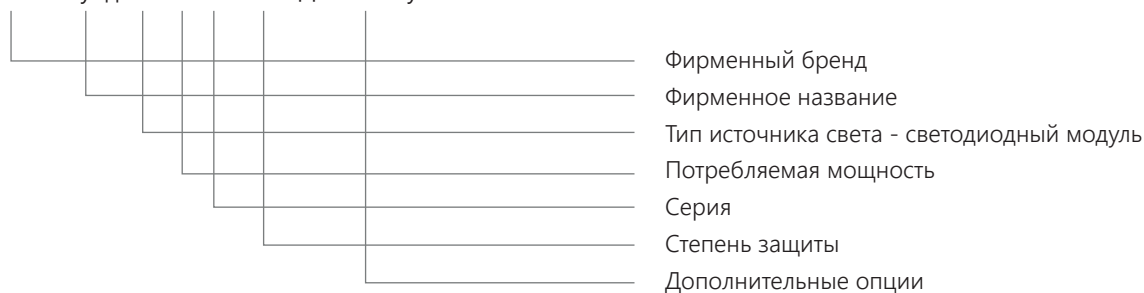 Фирменный бренд
Фирменное название
Тип источника света - светодиодный модуль
Потребляемая мощность
Серия
Степень защиты
Дополнительные опции